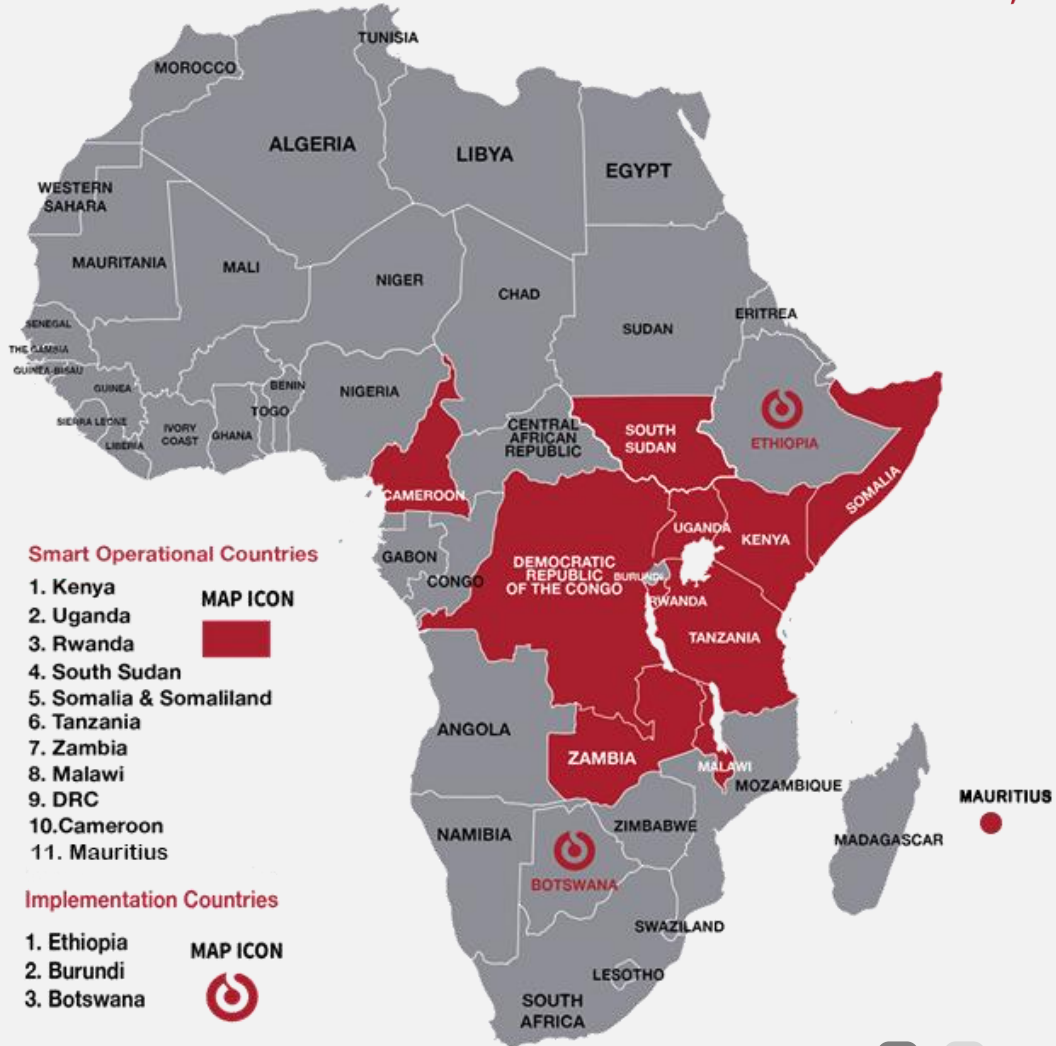 TUNISIA
MOROCCO
ALGERIA
LIBYA
EGYPT
WESTERN
SAHARA
MAURITANIA
MALI
NIGER
CHAD
SUDAN
ERITREA
SENEGAL
THE GAMBIA
GUINEA-BISAU
GUINEA
SIERRA LEONE
LIBERIA
IVORY
COAST
GHANA
TOGO
BENIN
NIGERIA
CENTRAL
AFRICAN
REPUBLIC
SOUTH
SUDAN
ETHIOPIA
SOMALIA
CAMEROON
UGANDA
KENYA
GABON
CONGO
DEMOCRATIC
REPUBLIC
OF THE CONGO
BURUNDI
RWANDA
TANZANIA
ANGOLA
ZAMBIA
MALAWI
MOZAMBIQUE
MAURITIUS
NAMIBIA
ZIMBABWE
MADAGASCAR
BOTSWANA
SWAZILAND
LESOTHO
SOUTH
AFRICA
Smart Operational Countries
MAP ICON
1. Kenya
2. Uganda
3. Rwanda
4. South Sudan
5. Somalia & Somaliland
6. Tanzania
7. Zambia
8. Malawi
9. DRC
10.Cameroon
11. Mauritius
Implementation Countries
MAP ICON
1. Ethiopia
2. Burundi
3. Botswana